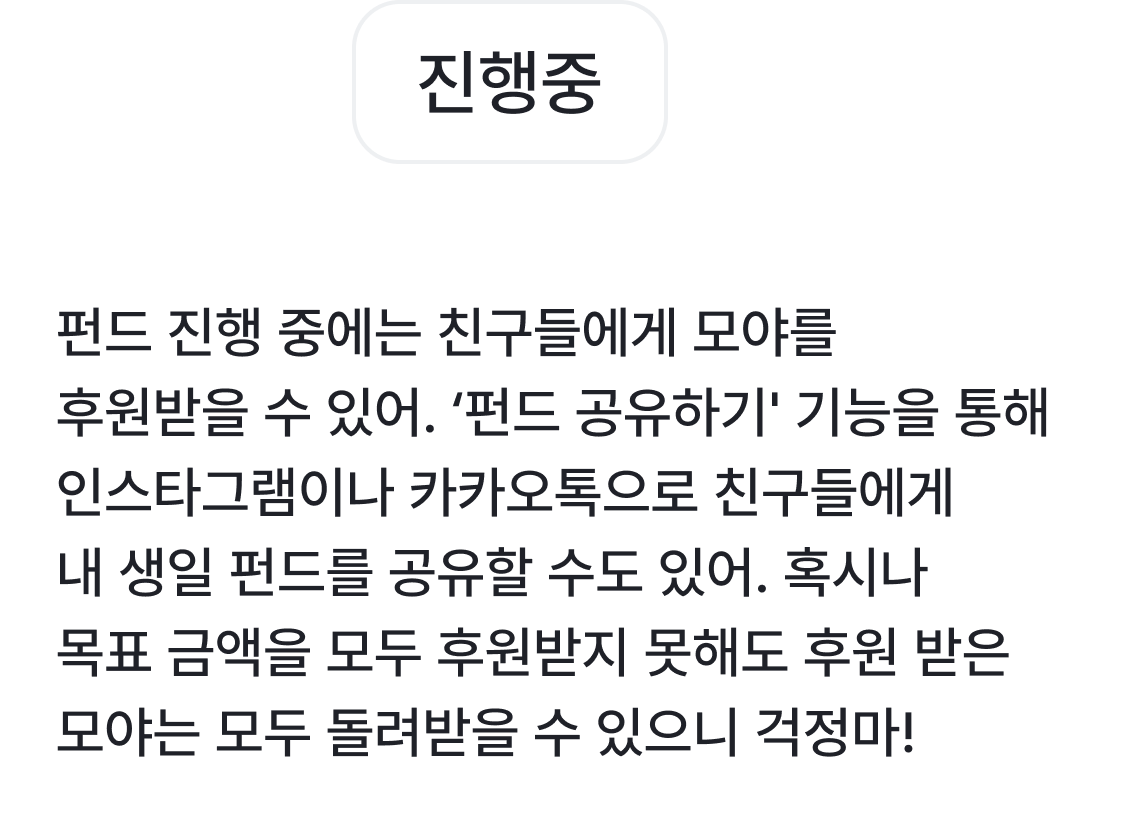 진행중
펀드 진행 중에는 친구들에게 모야를
후원받을 수 있어. ‘펀드 공유하기' 기능을 통해
인스타그램이나 카카오톡으로 친구들에게
내 생일 펀드를 공유할 수도 있어. 혹시나
목표 금액을 모두 후원받지 못해도 후원 받은
모야는 모두 돌려받을 수 있으니 걱정마!